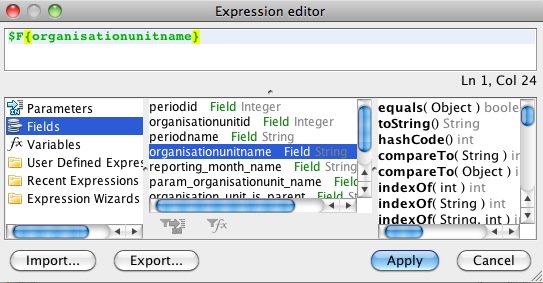 Expression editor
$F{organisationunitname}
Ln 1, Col 24
Parameters
Fields
Variables
User Defined Expres
Recent Expressions
Expression Wizards
periodid Field Integer
organisationunitid Field Integer
periodname Field String
organisationunitname Field String
reporting_month_name Field
param_organisationunit_name Field
organisation_unit_is_parent Field
equals( Object ) boole
toString() String
hashCode() int
compareTo( String ) in
compareTo( Object ) in
indexOf( int ) int
indexOf( String ) int
indexOf( String, int ) in
Import...
Export...
Apply
Cancel